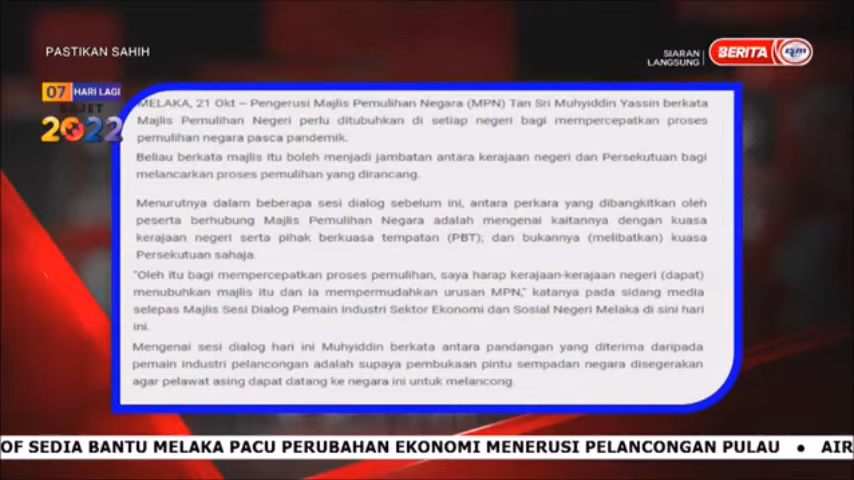 PASTIKAN SAHIH
SIARAN
LANGSUNG
BERITA
07 HARI LAGI
2022
MELAKA, 21 Okt – Pengerusi Majlis Pemulihan Negara (MPN) Tan Sri Muhyiddin Yassin berkata
Majlis Pemulihan Negeri perlu ditubuhkan di setiap negeri bagi mempercepatkan proses
pemulihan negara pasca pandemik.
Beliau berkata majlis itu boleh menjadi jambatan antara kerajaan negeri dan Persekutuan bagi
melancarkan proses pemulihan yang dirancang.
Menurutnya dalam beberapa sesi dialog sebelum ini, antara perkara yang dibangkitkan oleh
peserta berhubung Majlis Pemulihan Negara adalah mengenai kaitannya dengan kuasa
kerajaan negeri serta pihak berkuasa tempatan (PBT); dan bukannya (melibatkan) kuasa
Persekutuan sahaja.
"Oleh itu bagi mempercepatkan proses pemulihan, saya harap kerajaan-kerajaan negeri (dapat)
menubuhkan majlis itu dan ia mempermudahkan urusan MPN," katanya pada sidang media
selepas Majlis Sesi Dialog Pemain Industri Sektor Ekonomi dan Sosial Negeri Melaka di sini hari
ini.
Mengenai sesi dialog hari ini Muhyiddin berkata antara pandangan yang diterima daripada
pemain industri pelancongan adalah supaya pembukaan pintu sempadan negara disegerakan
agar pelawat asing dapat datang ke negara ini untuk melancong.
OF SEDIA BANTU MELAKA PACU PERUBAHAN EKONOMI MENERUSI PELANCONGAN PULAU • AIR